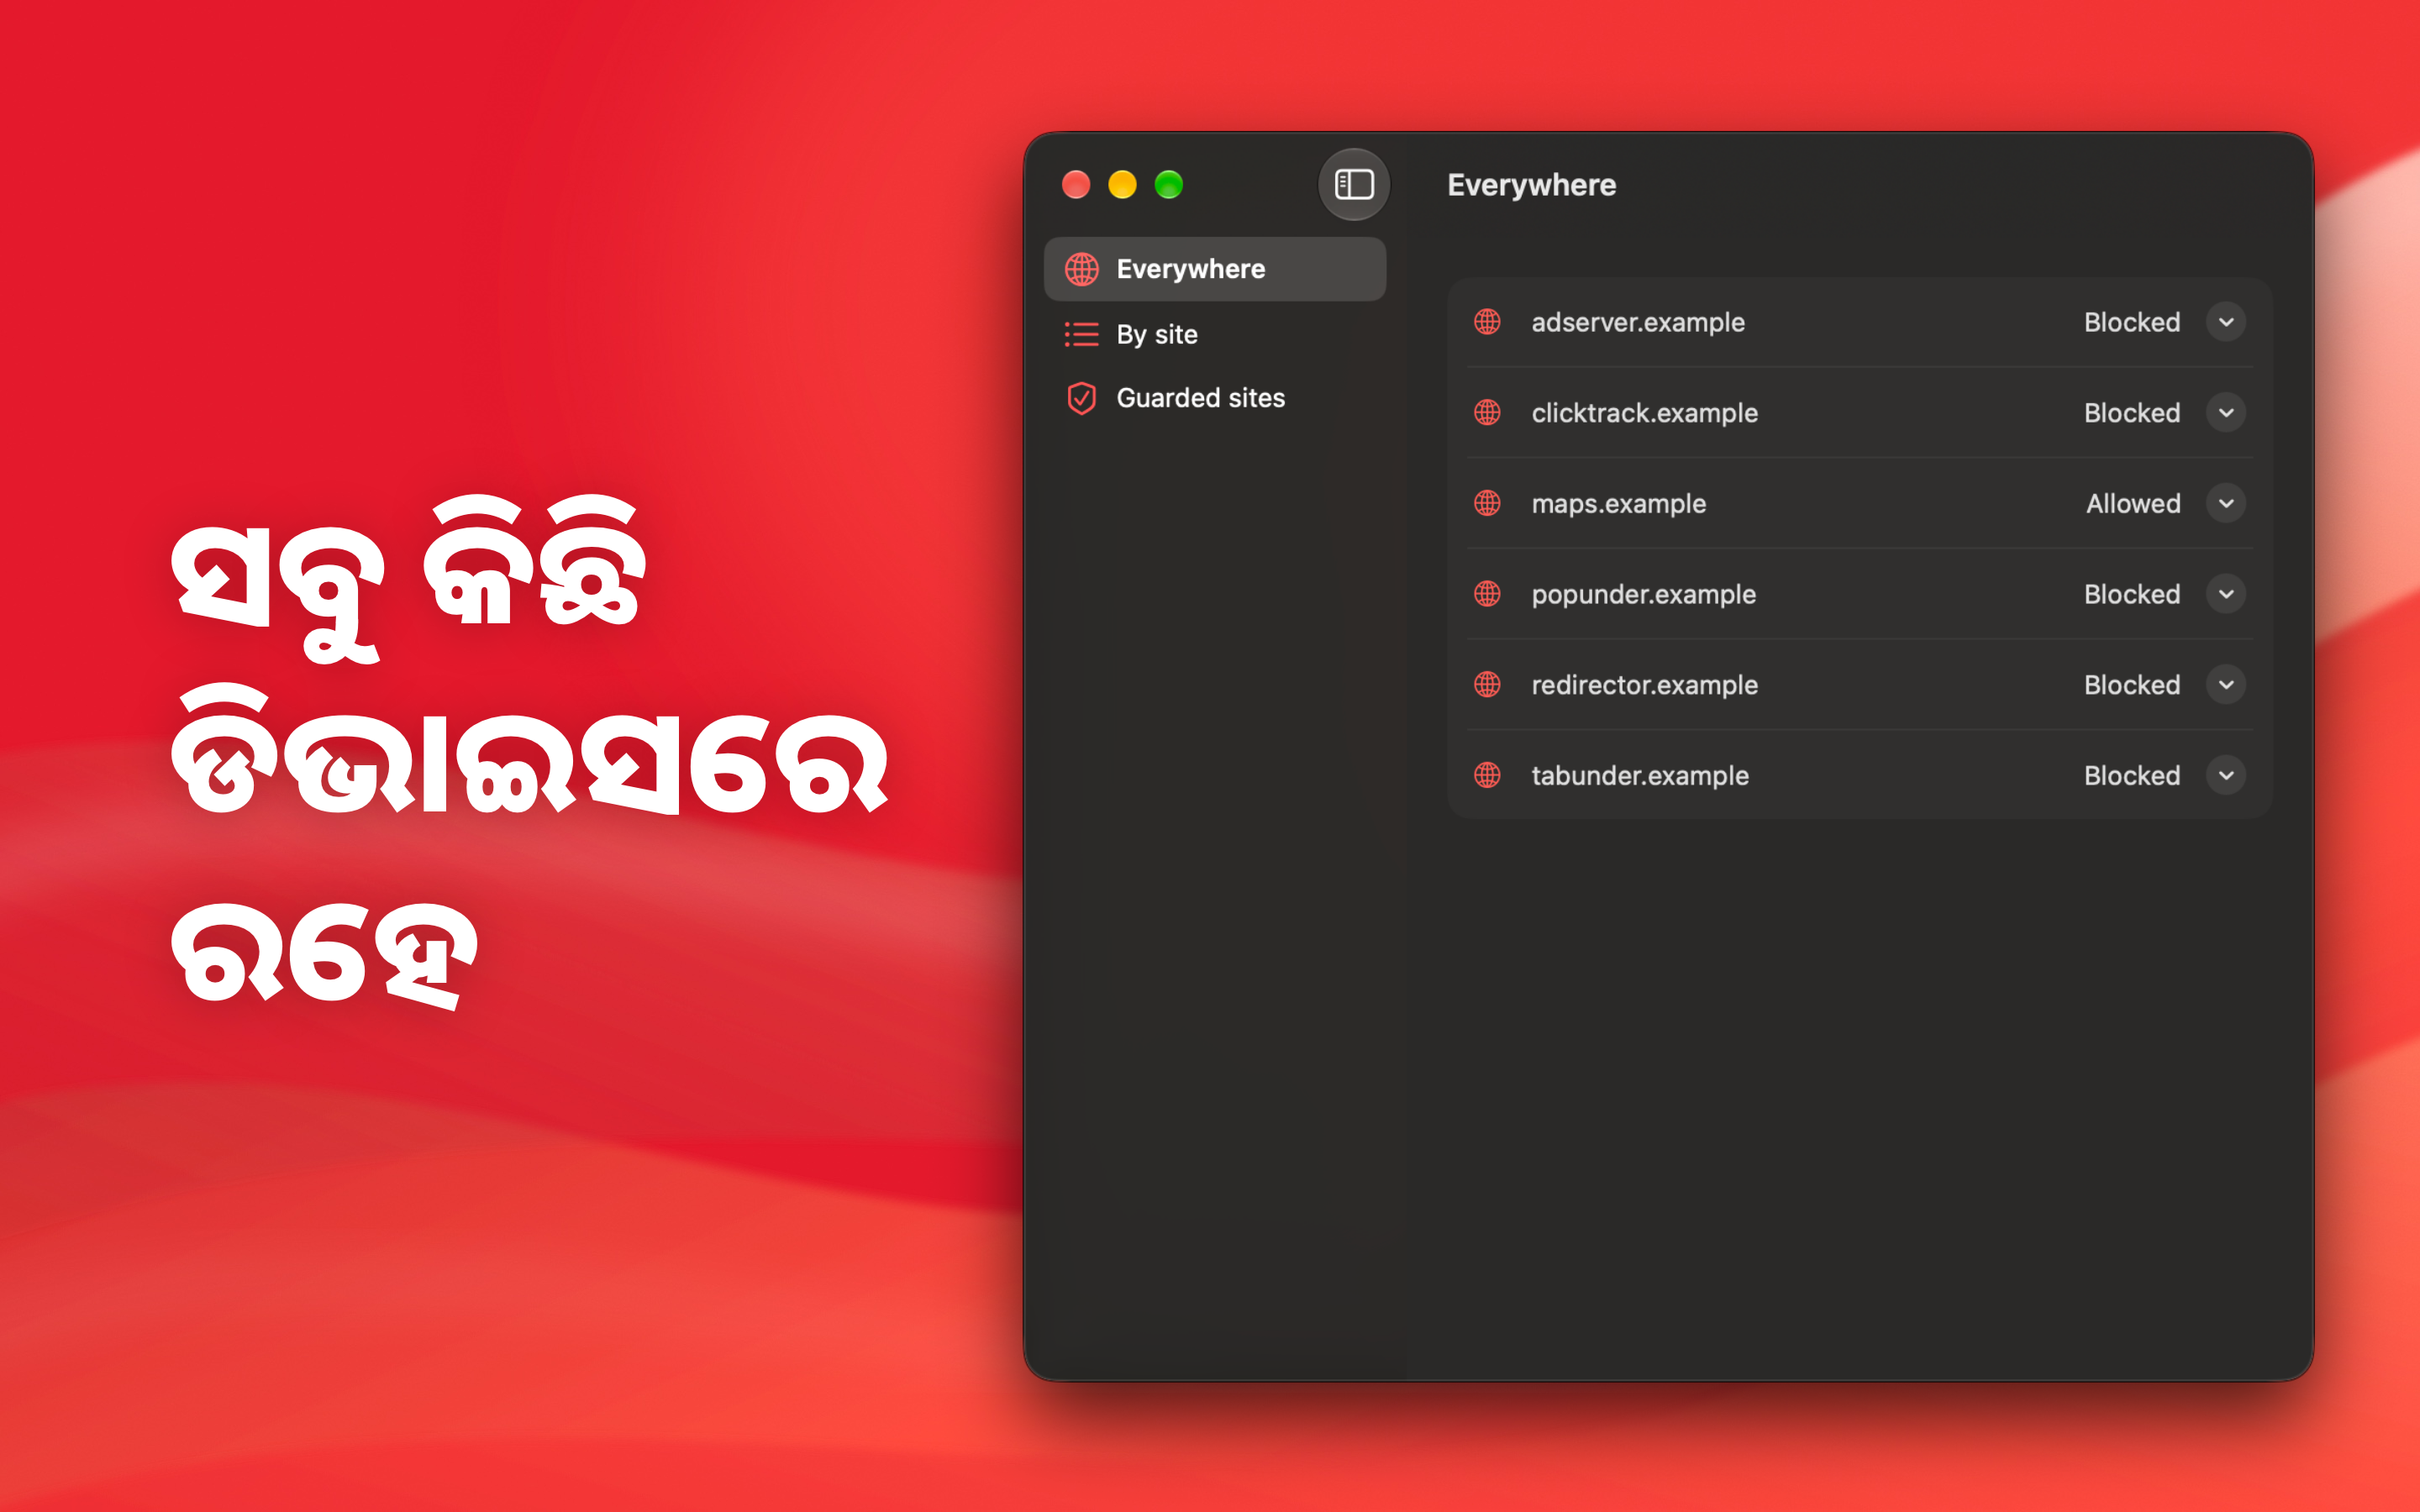 ସବୁ କିଛି
ଡିଭାଇସରେ
ରହେ
Everywhere
By site
Guarded sites
Everywhere
adserver.example Blocked
clicktrack.example Blocked
maps.example Allowed
popunder.example Blocked
redirector.example Blocked
tabunder.example Blocked